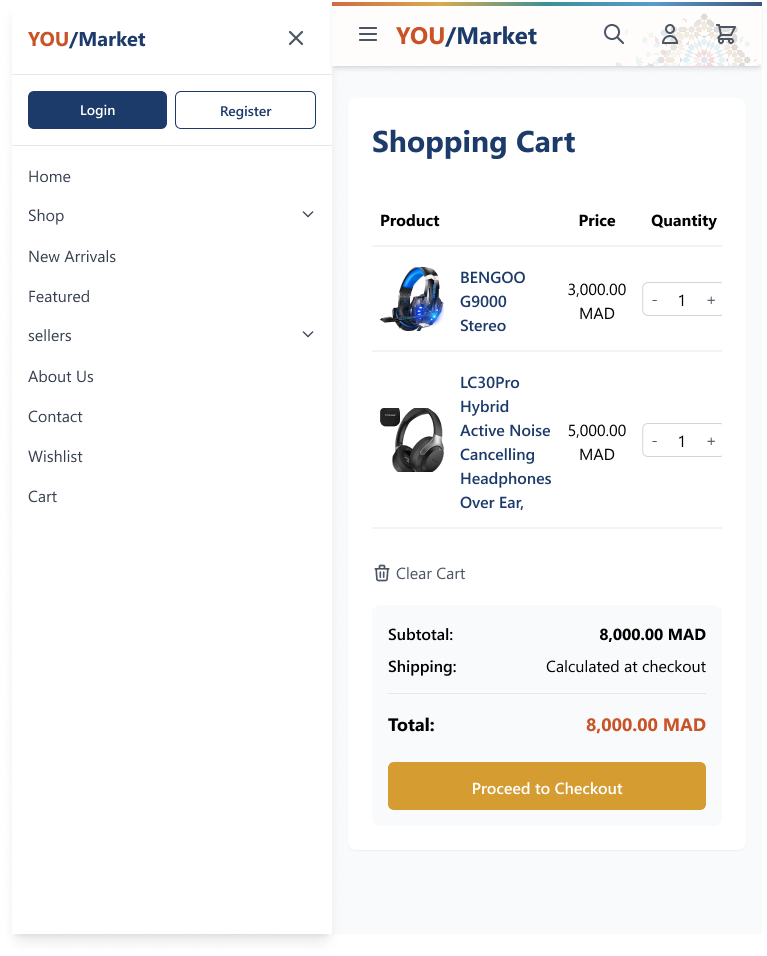 YOU/Market
Login
Register
Home
Shop
New Arrivals
Featured
sellers
About Us
Contact
Wishlist
Cart
YOU/Market
Shopping Cart
Product Price Quantity
BENGOO
G9000
Stereo
3,000.00
MAD
- 1 +
LC30Pro
Hybrid
Active Noise
Cancelling
Headphones
Over Ear,
5,000.00
MAD
- 1 +
Clear Cart
Subtotal: 8,000.00 MAD
Shipping: Calculated at checkout
Total: 8,000.00 MAD
Proceed to Checkout